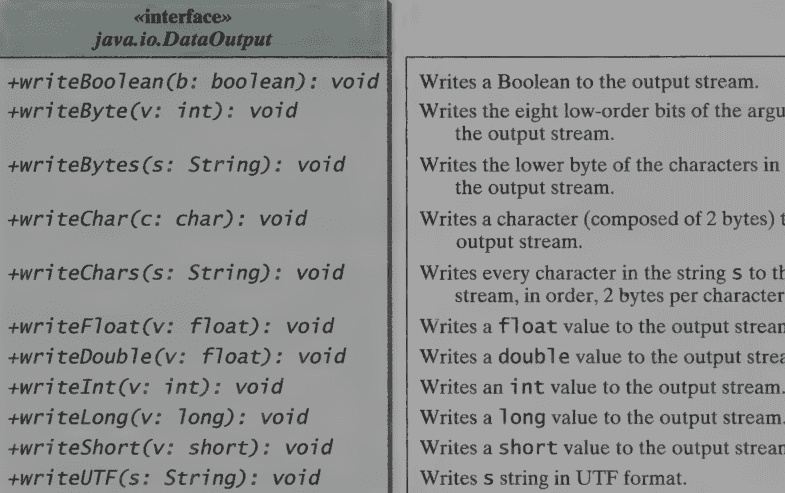 «interface»
java.io.DataOutput
+writeBoolean(b: boolean): void Writes a Boolean to the output stream.
+writeByte(v: int): void Writes the eight low-order bits of the
the output stream.
+writeBytes(s: String): void Writes the lower byte of the characters in
the output stream.
+writeChar(c: char): void Writes a character (composed of 2 bytes)
output stream.
+writeChars(s: String): void Writes every character in the string s to
stream, in order, 2 bytes per character
+writeFloat(v: float): void Writes a float value to the output
+writeDouble(v: float): void Writes a double value to the output
+writeInt(v: int): void Writes an int value to the output stream.
+writeLong(v: long): void Writes a long value to the output stream.
+writeShort(v: short): void Writes a short value to the output
+writeUTF(s: String): void Writes s string in UTF format.